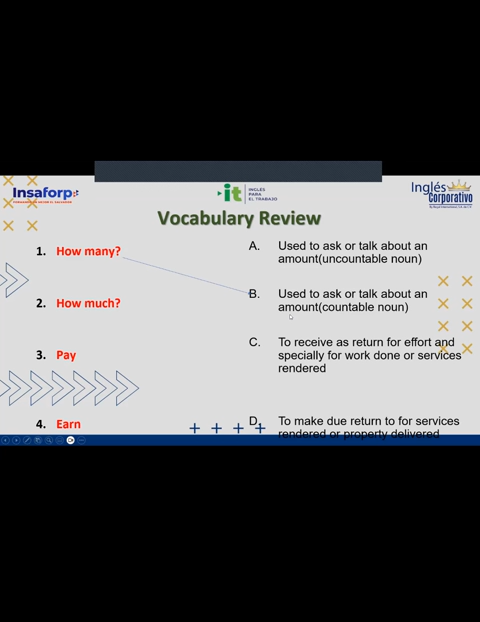 Insaforp
it
INGLÉS
PARA
EL TRABAJO
Inglés
Corporativo
Vocabulary Review
1. How many?
A. Used to ask or talk about an
amount(uncountable noun)
B. Used to ask or talk about an
amount(countable noun)
2. How much?
C. To receive as return for effort and
specially for work done or services
rendered
3. Pay
D. To make due return to for services
rendered or property delivered
4. Earn